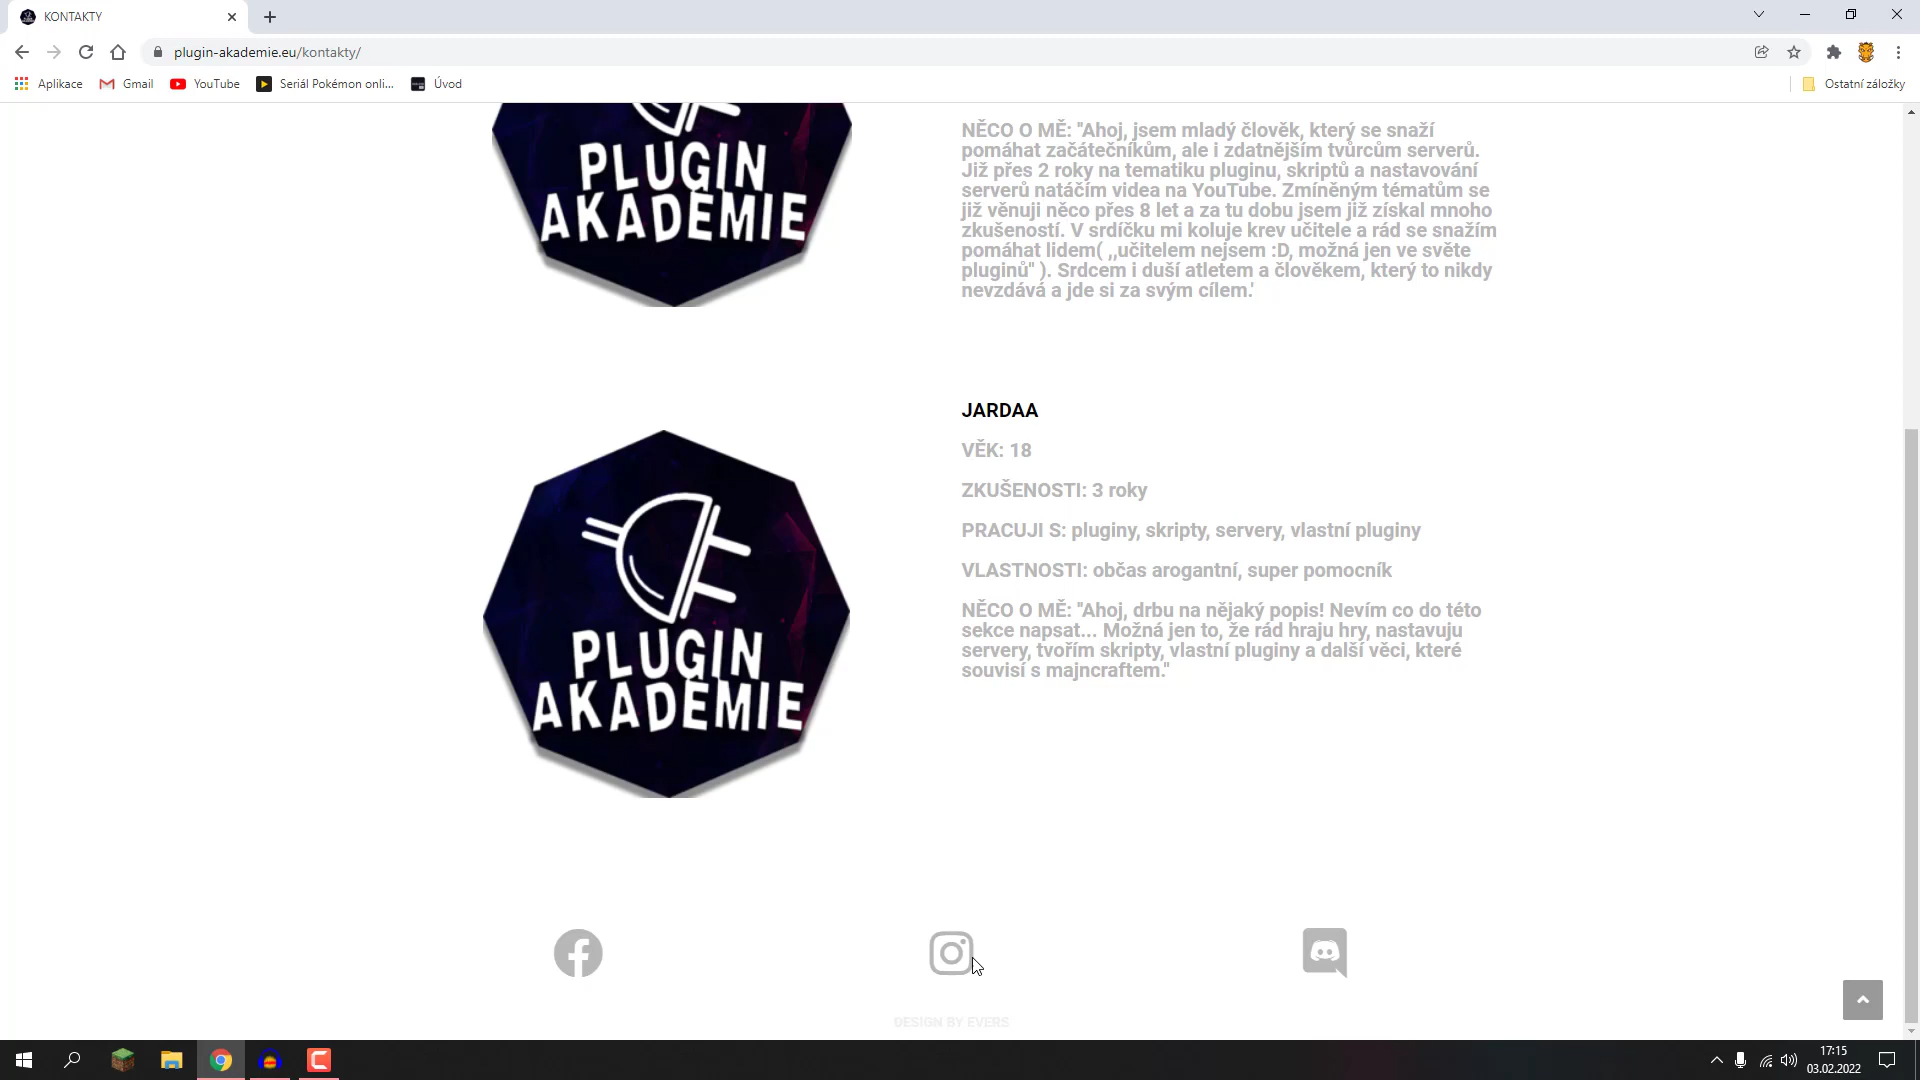 KONTAKTY
plugin-akademie.eu/kontakty/
Aplikace
Gmail
YouTube
Seriál Pokémon onli...
Úvod
Ostatní záložky
PLUGIN
AKADEMIE
NĚCO O MĚ: "Ahoj, jsem mladý člověk, který se snaží
pomáhat začátečníkům, ale i zdatnějším tvůrcům serverů.
Již přes 2 roky na tematiku pluginu, skriptů a nastavování
serverů natáčím videa na YouTube. Zmíněným tématům se
již věnuji něco přes 8 let a za tu dobu jsem již získal mnoho
zkušeností. V srdíčku mi koluje krev učitele a rád se snažím
pomáhat lidem( ,,učitelem nejsem :D, možná jen ve světe
pluginů" ). Srdcem i duší atletem a člověkem, který to nikdy
nevzdává a jde si za svým cílem.'
JARDAA
VĚK: 18
ZKUŠENOSTI: 3 roky
PRACUJI S: pluginy, skripty, servery, vlastní pluginy
VLASTNOSTI: občas arogantní, super pomocník
NĚCO O MĚ: "Ahoj, drbu na nějaký popis! Nevím co do této
sekce napsat... Možná jen to, že rád hraju hry, nastavuju
servery, tvořím skripty, vlastní pluginy a další věci, které
souvisí s majncraftem."
PLUGIN
AKADEMIE
DESIGN BY EVERS
17:15
03.02.2022